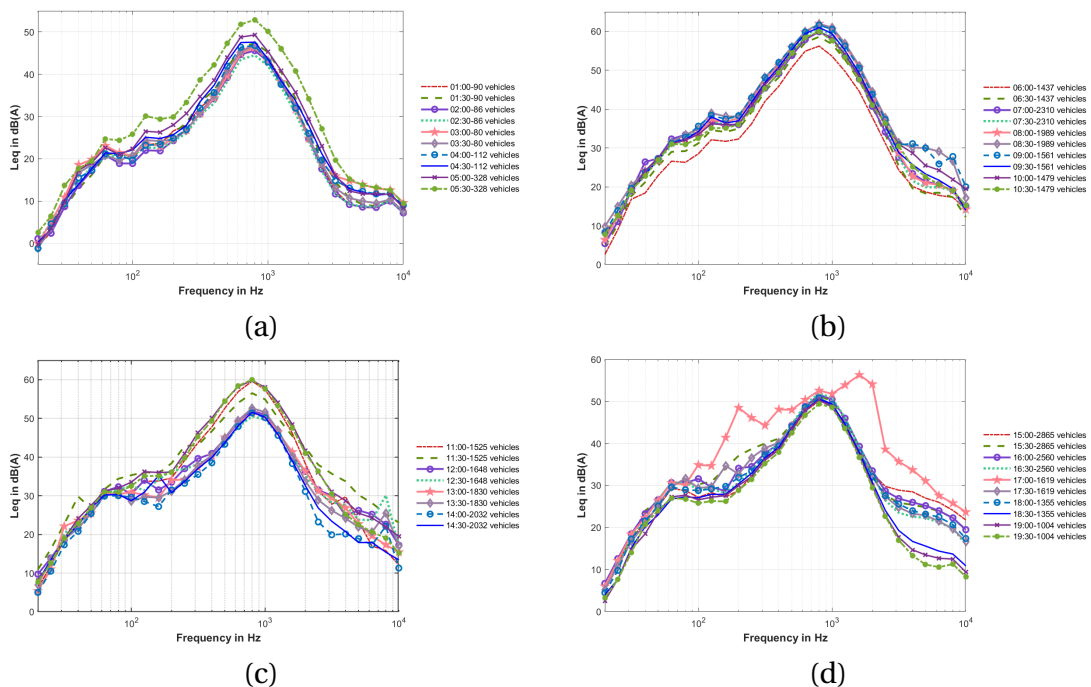 Leq in dB(A)
50
40
30
20
10
0
10²
10³
10⁴
Frequency in Hz
01:00-90 vehicles
01:30-90 vehicles
02:00-86 vehicles
02:30-86 vehicles
03:00-80 vehicles
03:30-80 vehicles
04:00-112 vehicles
04:30-112 vehicles
05:00-328 vehicles
05:30-328 vehicles
(a)
Leq in dB(A)
60
50
40
30
20
10
0
10²
10³
10⁴
Frequency in Hz
06:00-1437 vehicles
06:30-1437 vehicles
07:00-2310 vehicles
07:30-2310 vehicles
08:00-1989 vehicles
08:30-1989 vehicles
09:00-1561 vehicles
09:30-1561 vehicles
10:00-1479 vehicles
10:30-1479 vehicles
(b)
Leq in dB(A)
60
50
40
30
20
10
0
10²
10³
10⁴
Frequency in Hz
11:00-1525 vehicles
11:30-1525 vehicles
12:00-1648 vehicles
12:30-1648 vehicles
13:00-1830 vehicles
13:30-1830 vehicles
14:00-2032 vehicles
14:30-2032 vehicles
(c)
Leq in dB(A)
60
50
40
30
20
10
0
10²
10³
10⁴
Frequency in Hz
15:00-2865 vehicles
15:30-2865 vehicles
16:00-2560 vehicles
16:30-2560 vehicles
17:00-1619 vehicles
17:30-1619 vehicles
18:00-1355 vehicles
18:30-1355 vehicles
19:00-1004 vehicles
19:30-1004 vehicles
(d)